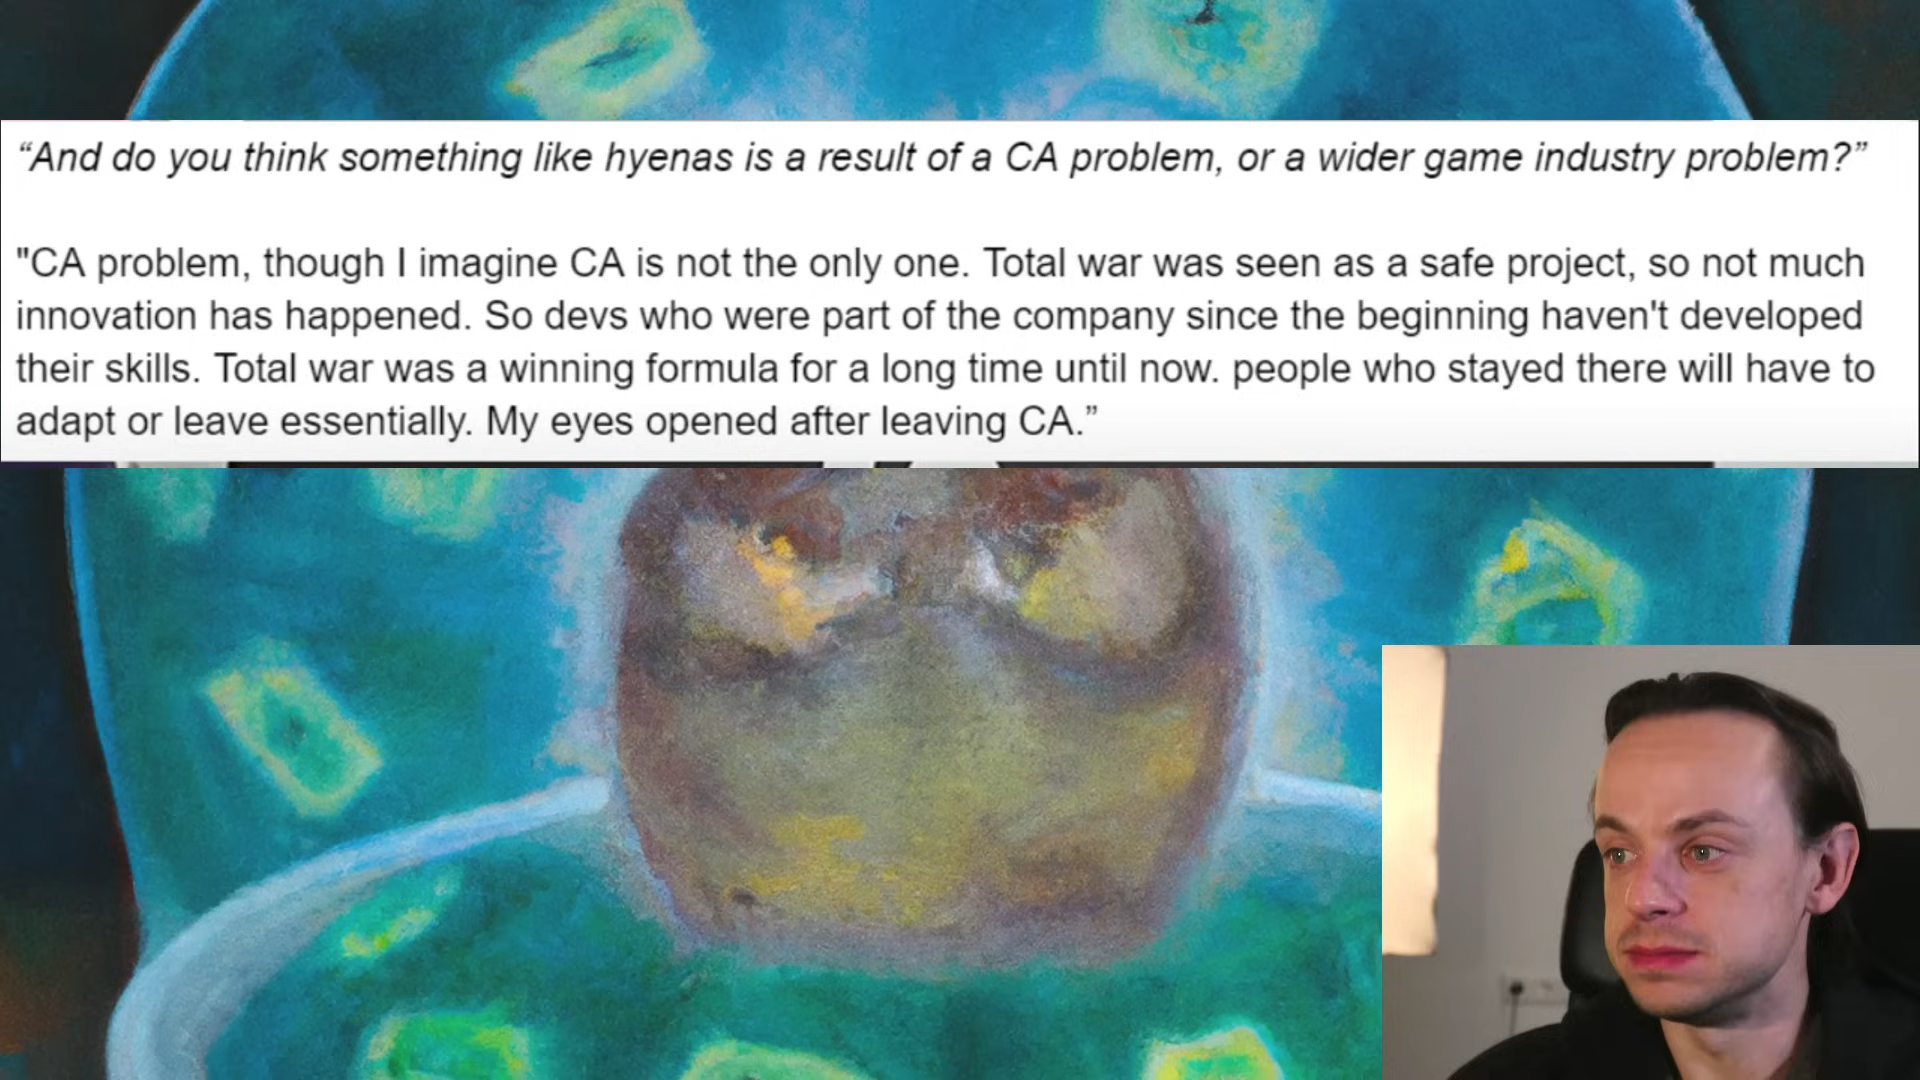 “And do you think something like hyenas is a result of a CA problem, or a wider game industry problem?”
"CA problem, though I imagine CA is not the only one. Total war was seen as a safe project, so not much
innovation has happened. So devs who were part of the company since the beginning haven't developed
their skills. Total war was a winning formula for a long time until now. people who stayed there will have to
adapt or leave essentially. My eyes opened after leaving CA.”